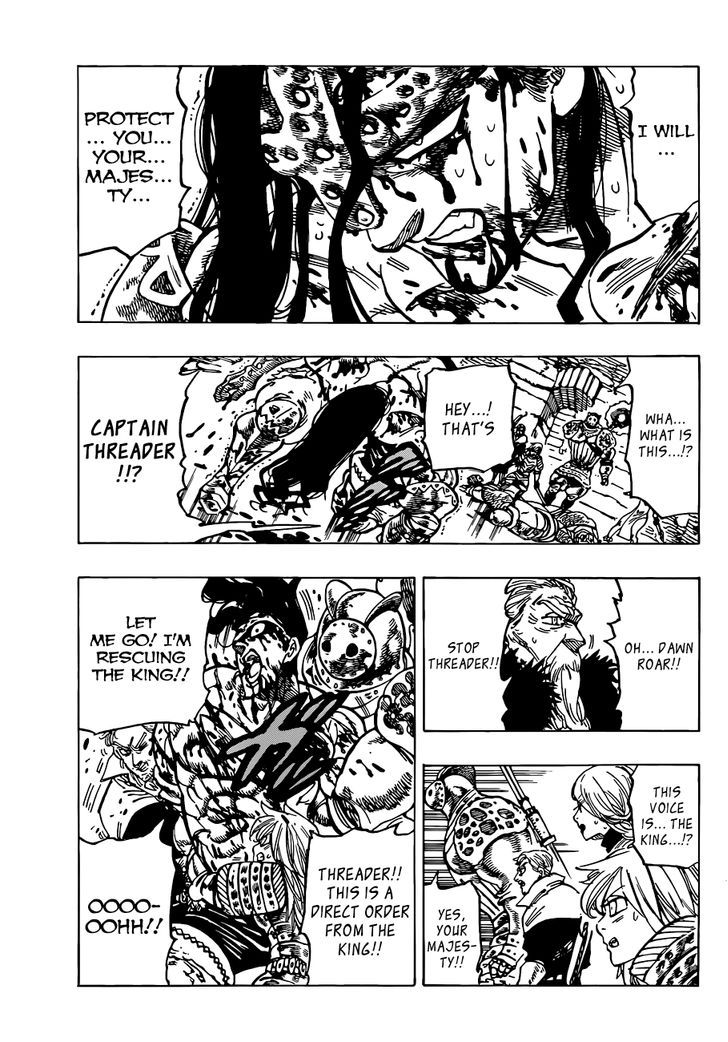 I WILL
...
PROTECT
... YOU...
YOUR...
MAJES...
TY...
WHA...
WHAT IS
THIS...!?
HEY...!
THAT'S
CAPTAIN
THREADER
!!?
OH... DAWN
ROAR!!
STOP
THREADER!!
THIS
VOICE
IS... THE
KING...!?
YES,
YOUR
MAJES-
TY!!
LET
ME GO! I'M
RESCUING
THE KING!!
ガッ
THREADER!!
THIS IS A
DIRECT ORDER
FROM THE
KING!!
OOOO-
OOHH!!